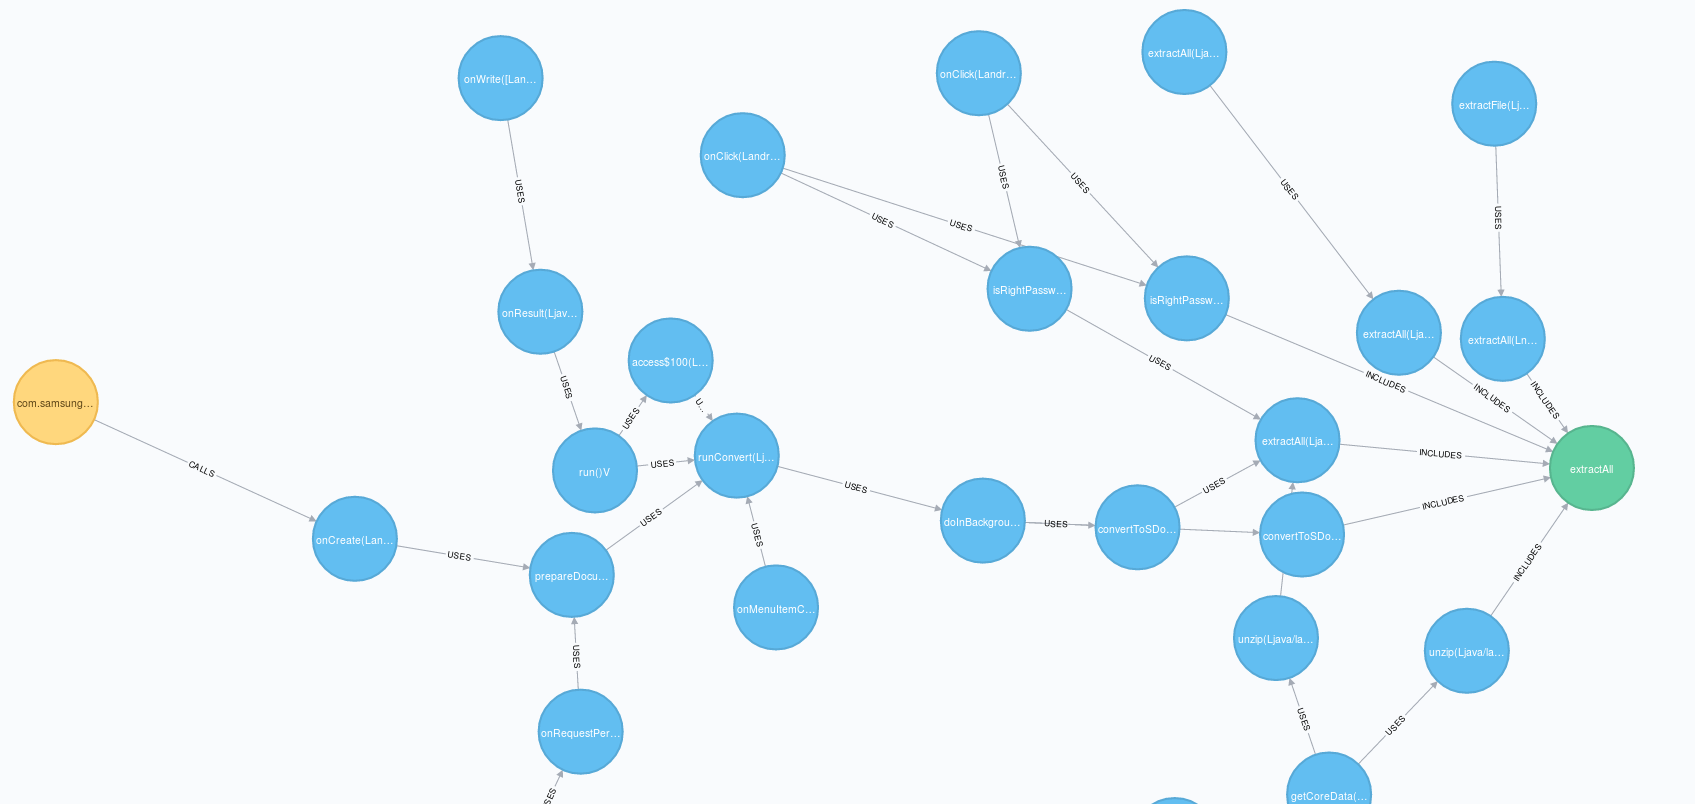 extractAll(Lja…
onClick(Landr…
onWrite([Lan…
extractFile(Lj…
onClick(Landr…
USES
USES
USES
USES
USES
USES
USES
isRightPassw…
isRightPassw…
onResult(Ljav…
extractAll(Lja…
extractAll(Ln…
access$100(L…
USES
INCLUDES
USES
INCLUDES
INCLUDES
com.samsung…
U…
USES
extractAll(Lja…
INCLUDES
runConvert(Lj…
USES
run()V
extractAll
CALLS
USES
USES
INCLUDES
USES
doInBackgrou…
USES
convertToSDo…
convertToSDo…
USES
onCreate(Lan…
USES
INCLUDES
prepareDocu…
onMenuItemC…
unzip(Ljava/la…
unzip(Ljava/la…
USES
USES
USES
onRequestPer…
getCoreData(…
SES